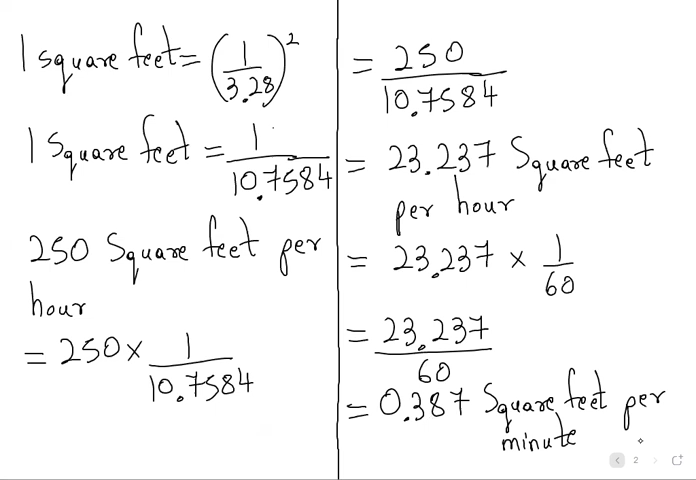 1 square feet = (1/3.28)²
1 Square feet = 1/10.7584
250 Square feet per
hour
= 250 × 1/10.7584
= 250/10.7584
= 23.237 Square feet
per hour
= 23.237 × 1/60
= 23.237/60
= 0.387 Square feet per
minute
2